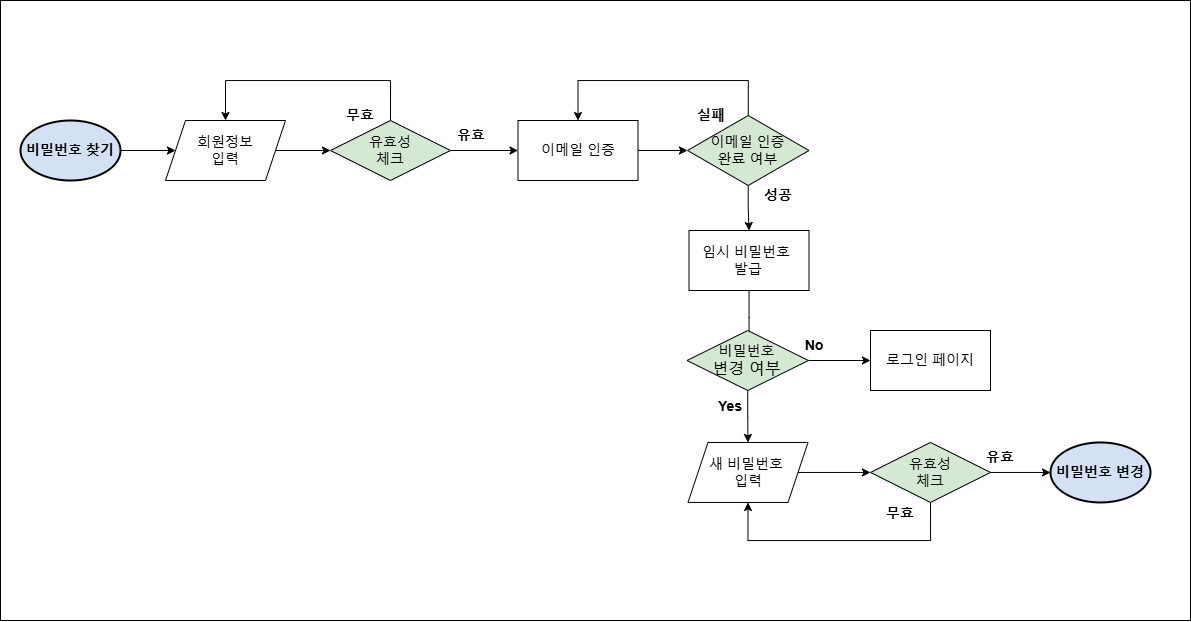 무효
실패
비밀번호 찾기
회원정보
입력
유효성
체크
유효
이메일 인증
이메일 인증
완료 여부
성공
임시 비밀번호
발급
비밀번호
변경 여부
No
로그인 페이지
Yes
새 비밀번호
입력
유효성
체크
유효
비밀번호 변경
무효